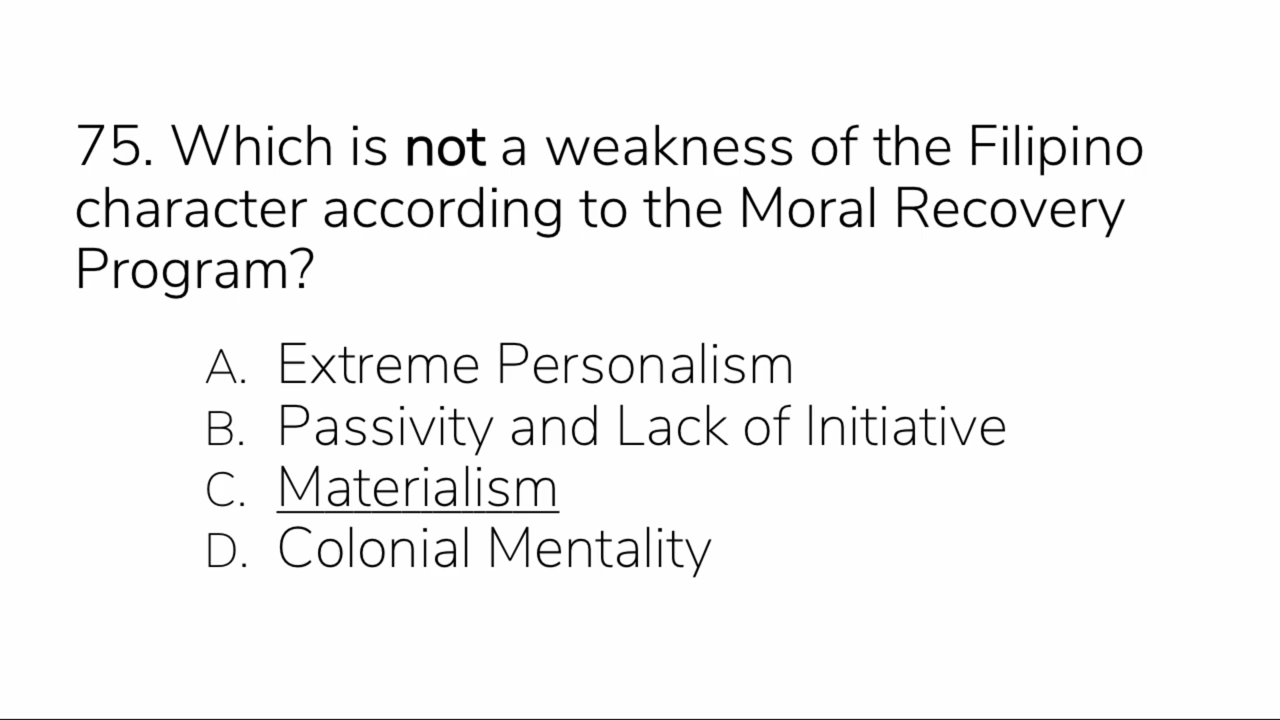 75. Which is not a weakness of the Filipino
character according to the Moral Recovery
Program?
A. Extreme Personalism
B. Passivity and Lack of Initiative
C. Materialism
D. Colonial Mentality